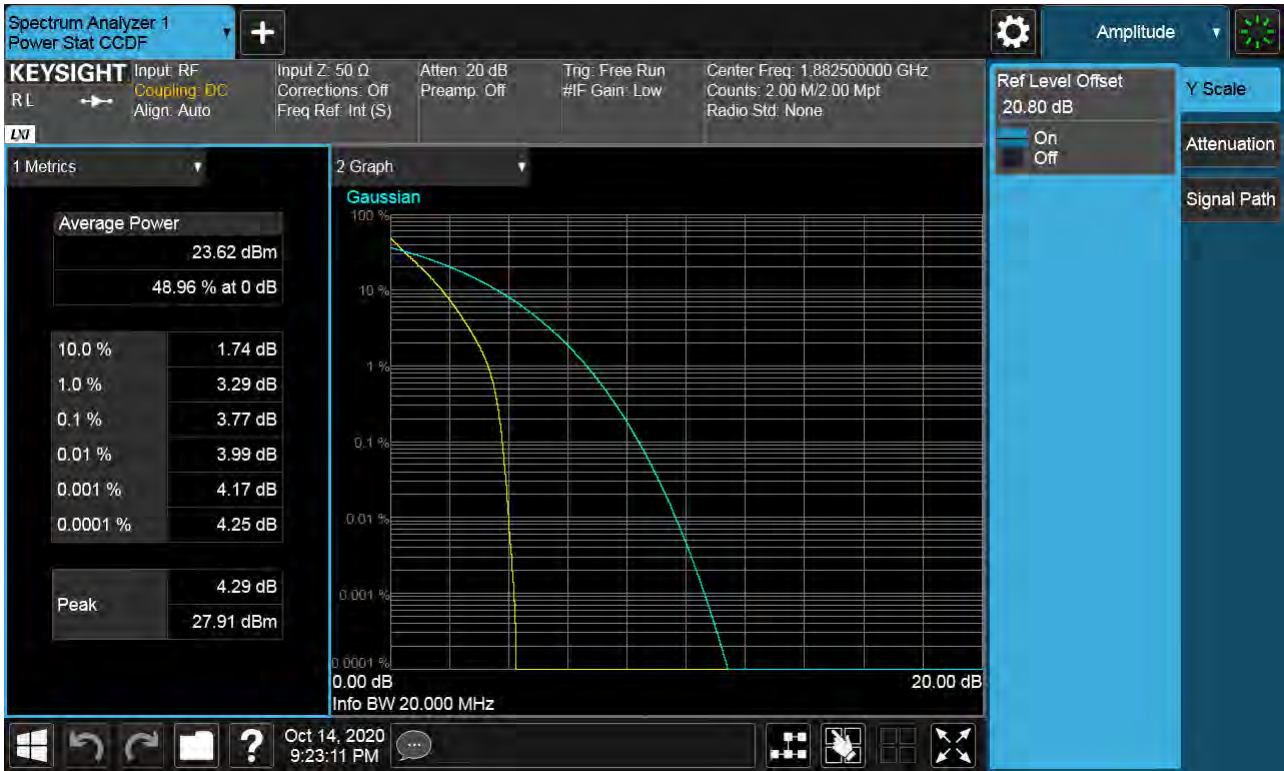 Spectrum Analyzer 1
Power Stat CCDF
+
Amplitude
KEYSIGHT
RL
LXI
Input: RF
Coupling: DC
Align: Auto
Input Z: 50 Ω
Corrections: Off
Freq Ref: Int (S)
Atten: 20 dB
Preamp: Off
Trig: Free Run
#IF Gain: Low
Center Freq: 1.882500000 GHz
Counts: 2.00 M/2.00 Mpt
Radio Std: None
Ref Level Offset
20.80 dB
On
Off
Y Scale
Attenuation
Signal Path
1 Metrics
Average Power
23.62 dBm
48.96 % at 0 dB
10.0 % 1.74 dB
1.0 % 3.29 dB
0.1 % 3.77 dB
0.01 % 3.99 dB
0.001 % 4.17 dB
0.0001 % 4.25 dB
Peak
4.29 dB
27.91 dBm
2 Graph
Gaussian
100 %
10 %
1 %
0.1 %
0.01 %
0.001 %
0.0001 %
0.00 dB 20.00 dB
Info BW 20.000 MHz
?
Oct 14, 2020
9:23:11 PM